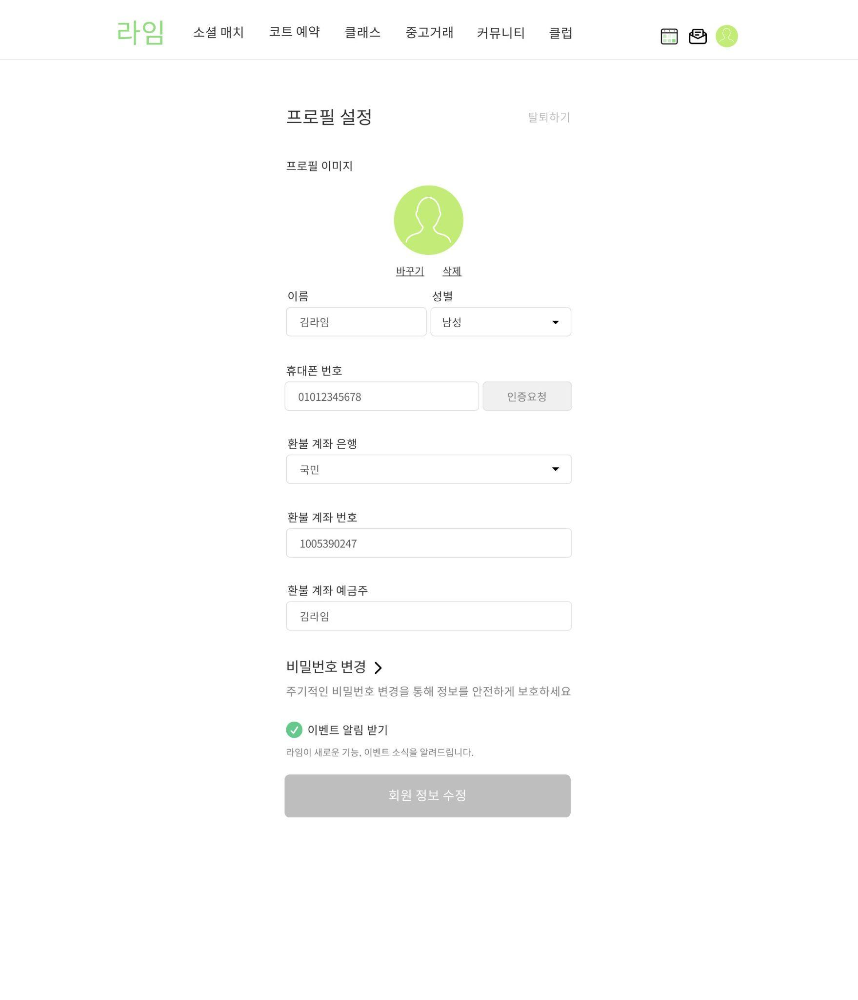 라임 소셜 매치 코트 예약 클래스 중고거래 커뮤니티 클럽
프로필 설정 탈퇴하기
프로필 이미지
바꾸기 삭제
이름 성별
김라임 남성
휴대폰 번호
01012345678 인증요청
환불 계좌 은행
국민
환불 계좌 번호
1005390247
환불 계좌 예금주
김라임
비밀번호 변경
주기적인 비밀번호 변경을 통해 정보를 안전하게 보호하세요
이벤트 알림 받기
라임이 새로운 기능, 이벤트 소식을 알려드립니다.
회원 정보 수정